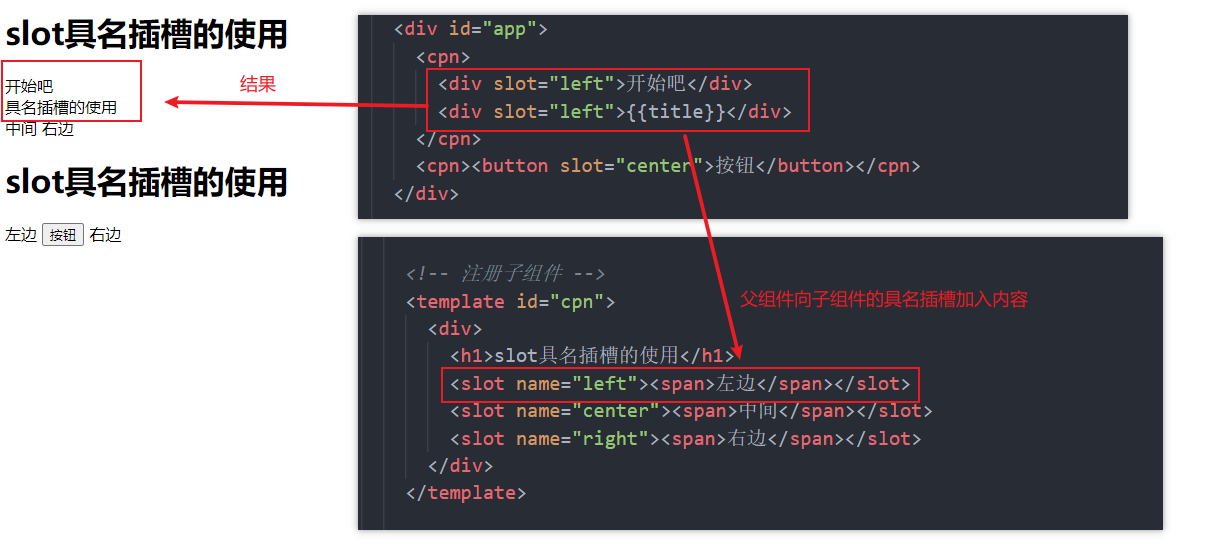 slot具名插槽的使用
开始吧
具名插槽的使用
中间 右边
slot具名插槽的使用
左边 按钮 右边
结果
<div id="app">
<cpn>
<div slot="left">开始吧</div>
<div slot="left">{{title}}</div>
</cpn>
<cpn><button slot="center">按钮</button></cpn>
</div>
<!-- 注册子组件 -->
<template id="cpn">
父组件向子组件的具名插槽加入内容
<div>
<h1>slot具名插槽的使用</h1>
<slot name="left"><span>左边</span></slot>
<slot name="center"><span>中间</span></slot>
<slot name="right"><span>右边</span></slot>
</div>
</template>